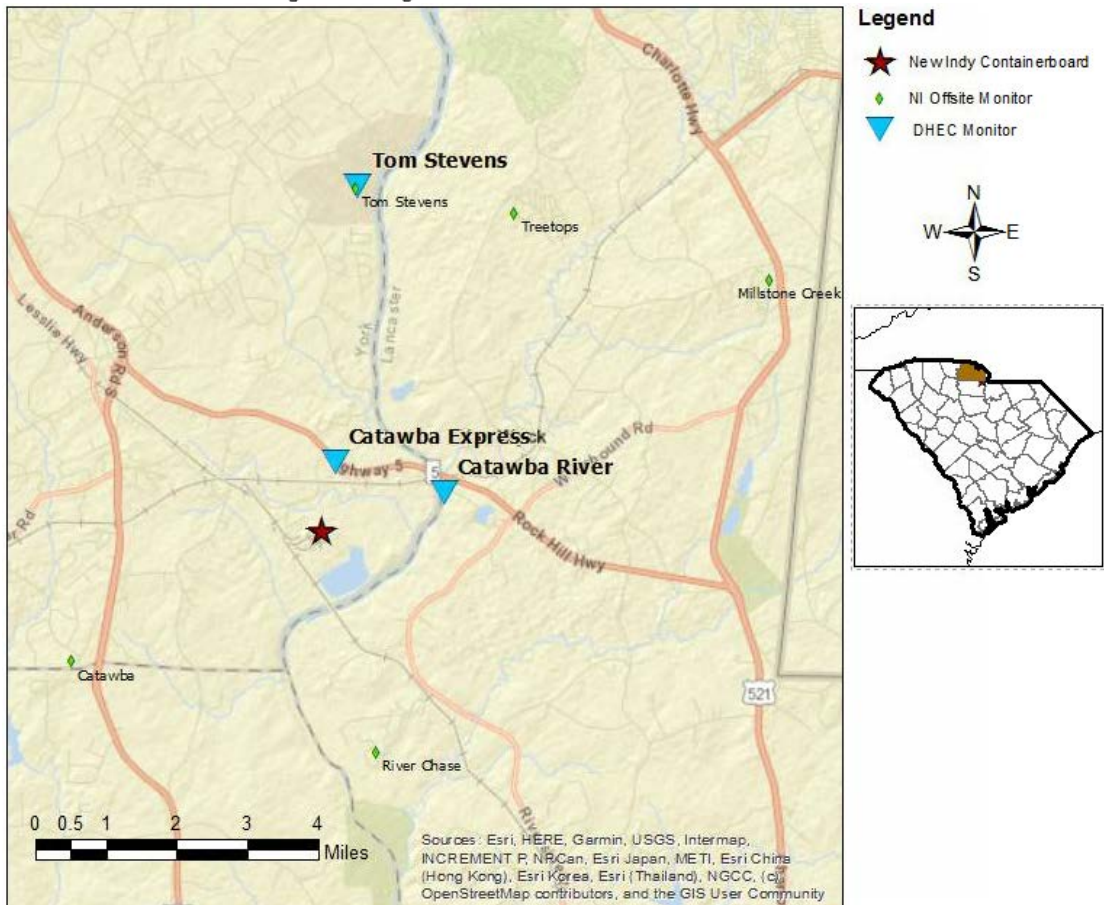 Legend
New Indy Containerboard
NI Offsite Monitor
DHEC Monitor
N
W E
S
Charlotte Hwy
Tom Stevens
Tom Stevens
Treetops
Millstone Creek
Lesslie Hwy
Anderson Rd S
York
Lancaster
Catawba Express
Highway 5
5
Catawba River
Rock Hill Hwy
Catawba
521
River Chase
0 0.5 1 2 3 4
Miles
Sources: Esri, HERE, Garmin, USGS, Intermap,
INCREMENT P, NRCan, Esri Japan, METI, Esri China
(Hong Kong), Esri Korea, Esri (Thailand), NGCC, (c)
OpenStreetMap contributors, and the GIS User Community